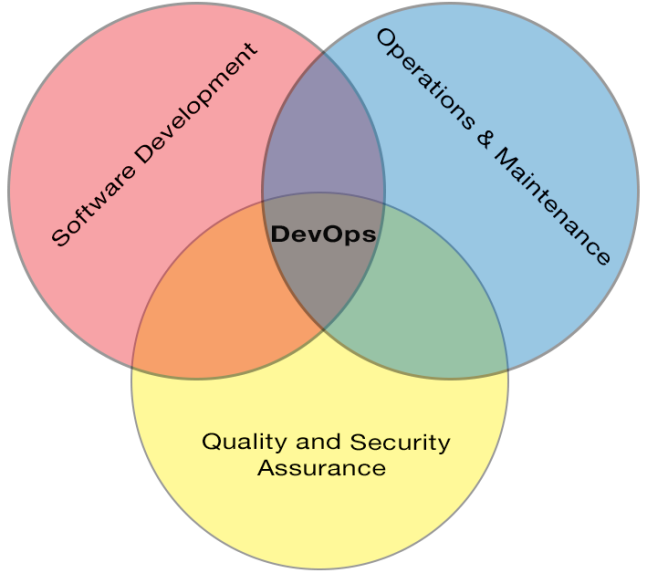 Software Development
Operations & Maintenance
DevOps
Quality and Security
Assurance